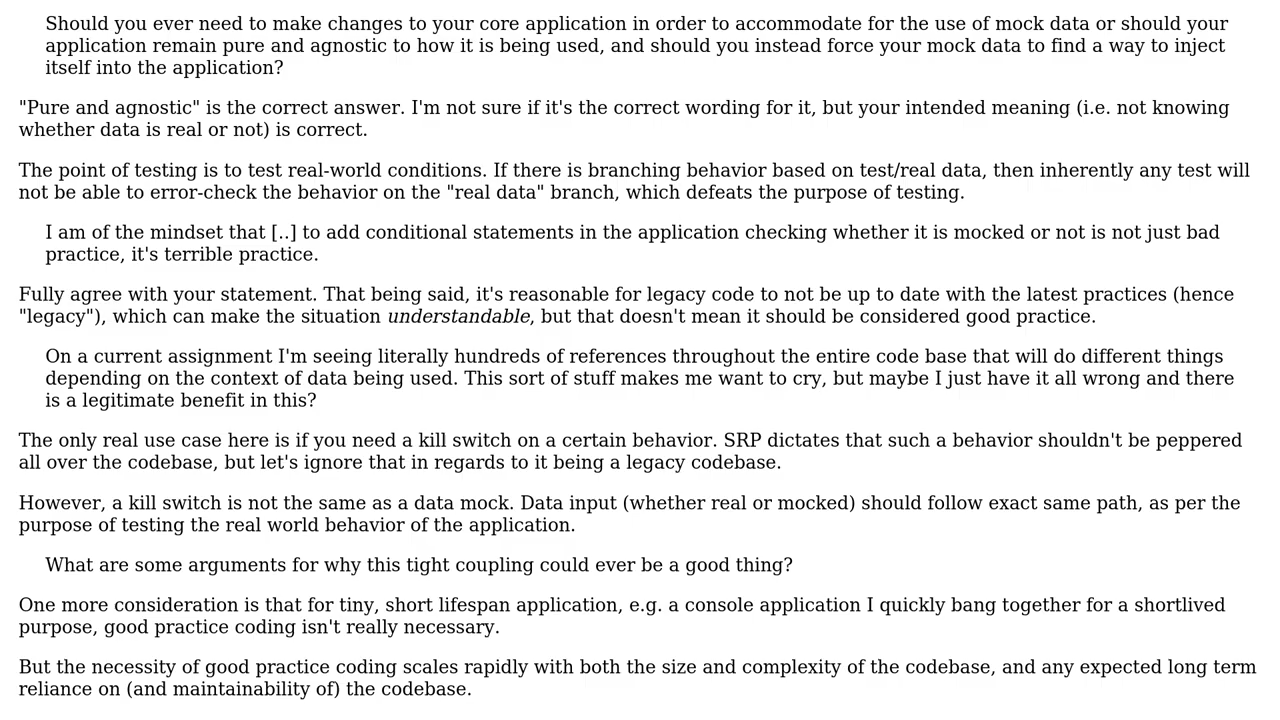 Should you ever need to make changes to your core application in order to accommodate for the use of mock data or should your
application remain pure and agnostic to how it is being used, and should you instead force your mock data to find a way to inject
itself into the application?
"Pure and agnostic" is the correct answer. I'm not sure if it's the correct wording for it, but your intended meaning (i.e. not knowing
whether data is real or not) is correct.
The point of testing is to test real-world conditions. If there is branching behavior based on test/real data, then inherently any test will
not be able to error-check the behavior on the "real data" branch, which defeats the purpose of testing.
I am of the mindset that [..] to add conditional statements in the application checking whether it is mocked or not is not just bad
practice, it's terrible practice.
Fully agree with your statement. That being said, it's reasonable for legacy code to not be up to date with the latest practices (hence
"legacy"), which can make the situation understandable, but that doesn't mean it should be considered good practice.
On a current assignment I'm seeing literally hundreds of references throughout the entire code base that will do different things
depending on the context of data being used. This sort of stuff makes me want to cry, but maybe I just have it all wrong and there
is a legitimate benefit in this?
The only real use case here is if you need a kill switch on a certain behavior. SRP dictates that such a behavior shouldn't be peppered
all over the codebase, but let's ignore that in regards to it being a legacy codebase.
However, a kill switch is not the same as a data mock. Data input (whether real or mocked) should follow exact same path, as per the
purpose of testing the real world behavior of the application.
What are some arguments for why this tight coupling could ever be a good thing?
One more consideration is that for tiny, short lifespan application, e.g. a console application I quickly bang together for a shortlived
purpose, good practice coding isn't really necessary.
But the necessity of good practice coding scales rapidly with both the size and complexity of the codebase, and any expected long term
reliance on (and maintainability of) the codebase.